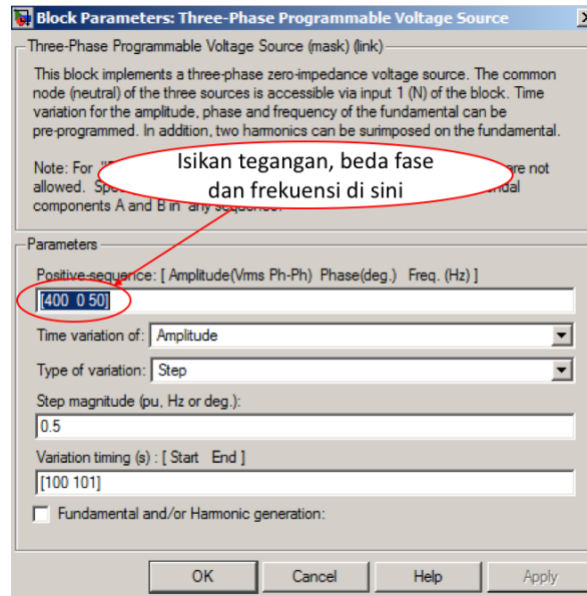 Block Parameters: Three-Phase Programmable Voltage Source
Three-Phase Programmable Voltage Source (mask) (link)
This block implements a three-phase zero-impedance voltage source. The common
node (neutral) of the three sources is accessible via input 1 (N) of the block. Time
variation for the amplitude, phase and frequency of the fundamental can be
pre-programmed. In addition, two harmonics can be surimposed on the fundamental.
Note: For are not
allowed.
components A and B in any sequence.
Isikan tegangan, beda fase
dan frekuensi di sini
Parameters
Positive-sequence: [ Amplitude(Vrms Ph-Ph) Phase(deg.) Freq. (Hz) ]
[400 0 50]
Time variation of: Amplitude
Type of variation: Step
Step magnitude (pu, Hz or deg.):
0.5
Variation timing (s) : [ Start End ]
[100 101]
Fundamental and/or Harmonic generation:
OK Cancel Help Apply